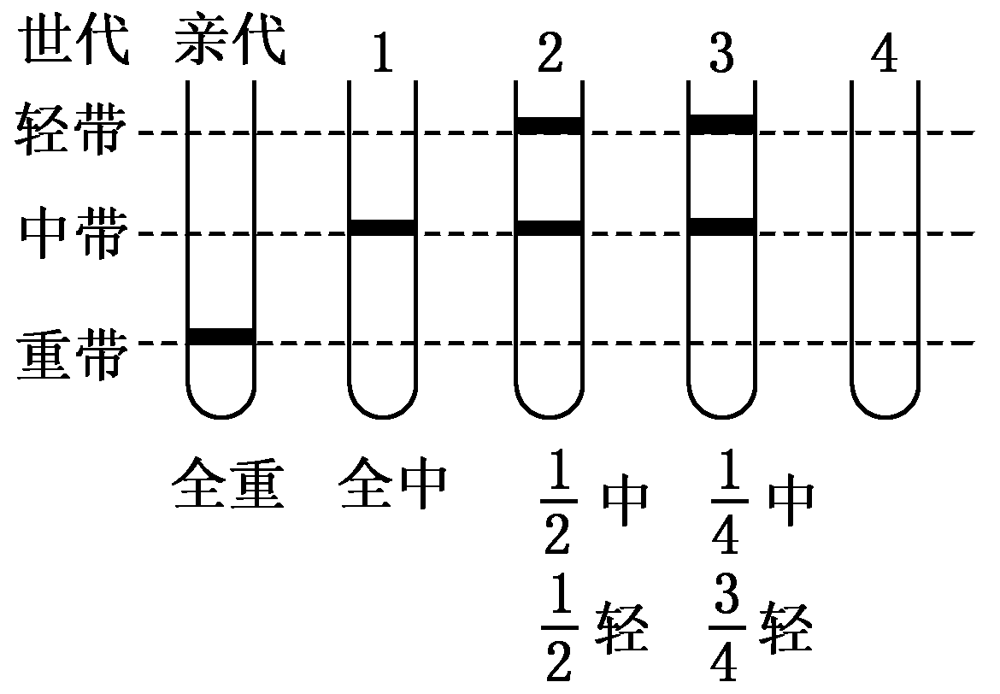 世代 亲代 1 2 3 4
轻带
中带
重带
全重 全中 1/2 中 1/4 中
1/2 轻 3/4 轻